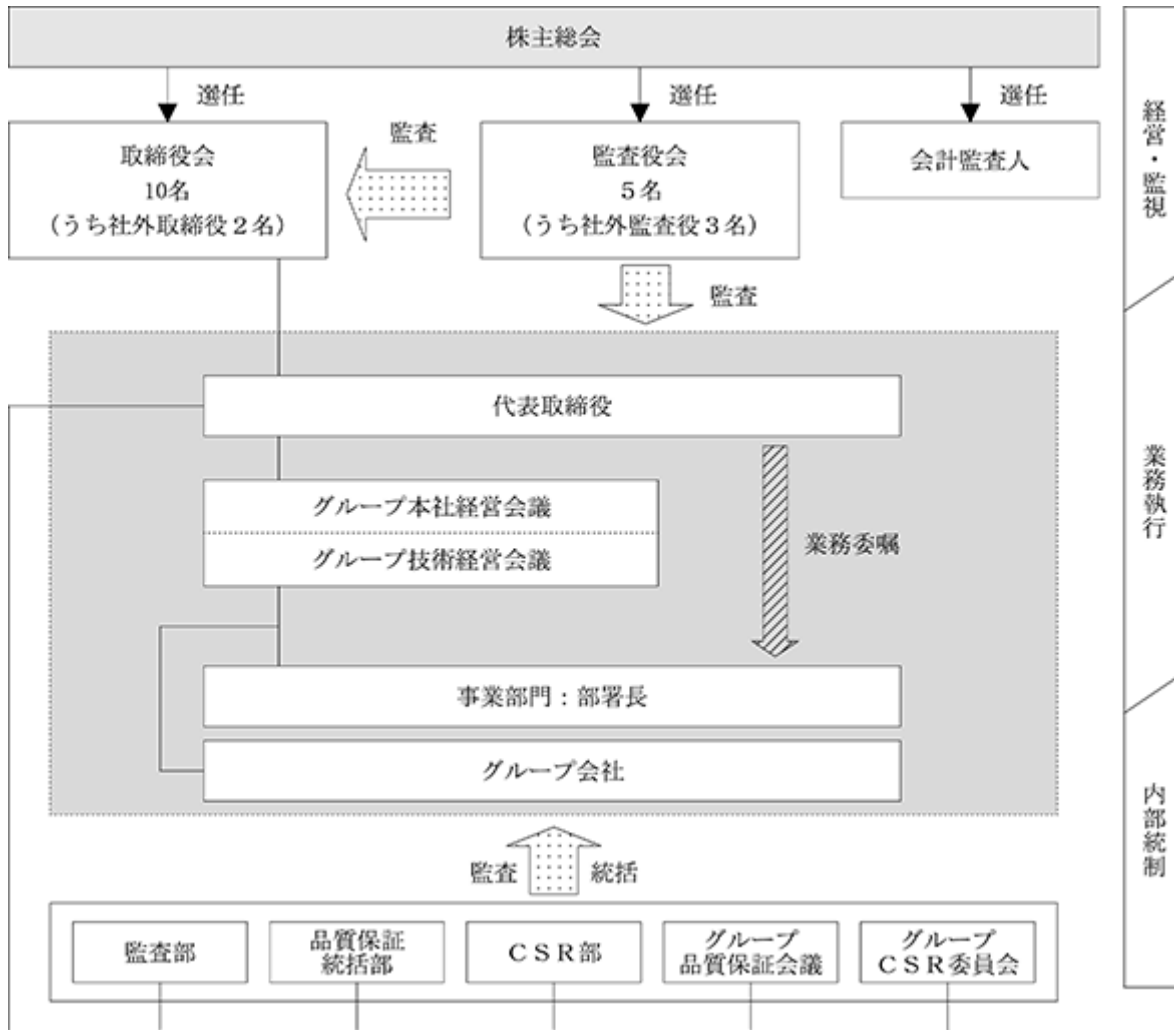 株主総会
選任
選任
選任
取締役会
10名
(うち社外取締役2名)
監査
監査役会
5名
(うち社外監査役3名)
会計監査人
監査
代表取締役
グループ本社経営会議
グループ技術経営会議
業務委嘱
事業部門：部署長
グループ会社
監査
統括
監査部
品質保証
統括部
CSR部
グループ
品質保証会議
グループ
CSR委員会
経営・監視
業務執行
内部統制